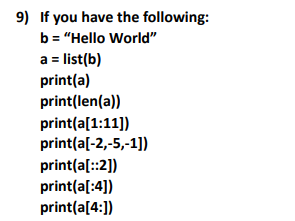 9) If you have the following:
b = “Hello World”
a = list(b)
print(a)
print(len(a))
print(a[1:11])
print(a[-2,-5,-1])
print(a[::2])
print(a[:4])
print(a[4:])